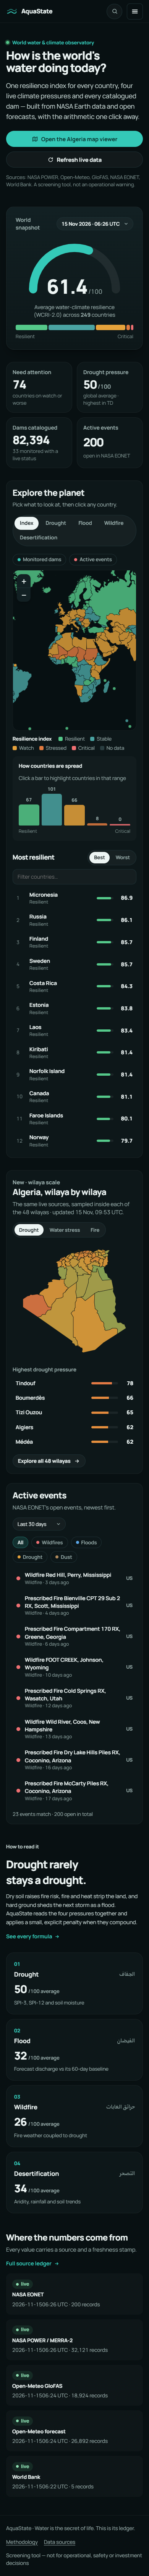 AquaState
World water & climate observatory
How is the world's
water doing today?
One resilience index for every country, four
live climate pressures and every catalogued
dam — built from NASA Earth data and open
forecasts, with the arithmetic one click away.
Open the Algeria map viewer
Refresh live data
Sources: NASA POWER, Open-Meteo, GloFAS, NASA EONET,
World Bank. A screening tool, not an operational warning.
World
snapshot
15 Nov 2026 · 06:26 UTC
61.4/100
Average water-climate resilience
(WCRI-2.0) across 249 countries
Resilient
Critical
Need attention
74
countries on watch or
worse
Drought pressure
50/100
global average ·
highest in TD
Dams catalogued
82,394
33 monitored with a
live status
Active events
200
open in NASA EONET
Explore the planet
Pick what to look at, then click any country.
Index
Drought
Flood
Wildfire
Desertification
Monitored dams
Active events
+
−
Resilience index
Resilient
Stable
Watch
Stressed
Critical
No data
How countries are spread
Click a bar to highlight countries in that range
67
101
66
8
0
Resilient
Critical
Most resilient
Best
Worst
Filter countries…
1
Micronesia
Resilient
86.9
2
Russia
Resilient
86.1
3
Finland
Resilient
85.7
4
Sweden
Resilient
85.7
5
Costa Rica
Resilient
84.3
6
Estonia
Resilient
83.8
7
Laos
Resilient
83.4
8
Kiribati
Resilient
81.4
9
Norfolk Island
Resilient
81.4
10
Canada
Resilient
81.1
11
Faroe Islands
Resilient
80.1
12
Norway
Resilient
79.7
New · wilaya scale
Algeria, wilaya by wilaya
The same live sources, sampled inside each of
the 48 wilayas · updated 15 Nov, 09:53 UTC.
Drought
Water stress
Fire
Highest drought pressure
Tindouf
78
Boumerdès
66
Tizi Ouzou
65
Algiers
62
Médéa
62
Explore all 48 wilayas →
Active events
NASA EONET's open events, newest first.
Last 30 days
All
Wildfires
Floods
Drought
Dust
Wildfire Red Hill, Perry, Mississippi
Wildfire · 3 days ago
US
Prescribed Fire Bienville CPT 29 Sub 2
RX, Scott, Mississippi
Wildfire · 4 days ago
US
Prescribed Fire Compartment 170 RX,
Greene, Georgia
Wildfire · 8 days ago
US
Wildfire FOOT CREEK, Johnson,
Wyoming
Wildfire · 10 days ago
US
Prescribed Fire Cold Springs RX,
Wasatch, Utah
Wildfire · 12 days ago
US
Wildfire Wild River, Coos, New
Hampshire
Wildfire · 13 days ago
US
Prescribed Fire Dry Lake Hills Piles RX,
Coconino, Arizona
Wildfire · 16 days ago
US
Prescribed Fire McCarty Piles RX,
Coconino, Arizona
Wildfire · 17 days ago
US
23 events match · 200 open in total
How to read it
Drought rarely
stays a drought.
Dry soil raises fire risk, fire and heat strip the land, and
hard ground sheds the next storm as a flood.
AquaState reads the four pressures together and
applies a small, explicit penalty when they compound.
See every formula →
01
Drought
الجفاف
50 /100 average
SPI-3, SPI-12 and soil moisture
02
Flood
الفيضان
32 /100 average
Forecast discharge vs its 60-day baseline
03
Wildfire
حرائق الغابات
26 /100 average
Fire weather coupled to drought
04
Desertification
التصحر
34 /100 average
Aridity, rainfall and soil trends
Where the numbers come from
Every value carries a source and a freshness stamp.
Full source ledger →
live
NASA EONET
2026-11-15 06:26 UTC · 200 records
live
NASA POWER / MERRA-2
2026-11-15 06:26 UTC · 32,121 records
live
Open-Meteo GloFAS
2026-11-15 06:24 UTC · 18,924 records
live
Open-Meteo forecast
2026-11-15 06:24 UTC · 26,892 records
live
World Bank
2026-11-15 06:22 UTC · 5 records
AquaState · Water is the secret of life. This is its ledger.
Methodology
Data sources
Screening tool — not for operational, safety or investment
decisions